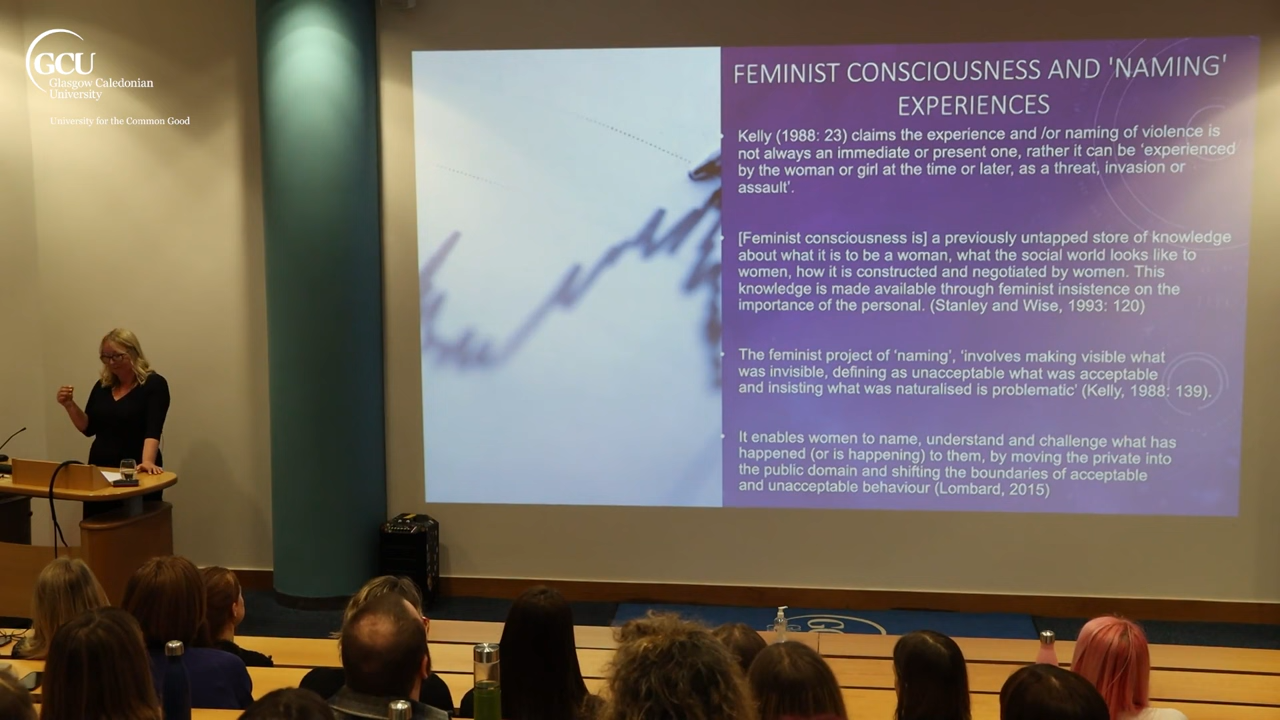 GCU
Glasgow Caledonian
University
University for the Common Good
FEMINIST CONSCIOUSNESS AND 'NAMING'
EXPERIENCES
Kelly (1988: 23) claims the experience and /or naming of violence is
not always an immediate or present one, rather it can be ‘experienced
by the woman or girl at the time or later, as a threat, invasion or
assault’.
[Feminist consciousness is] a previously untapped store of knowledge
about what it is to be a woman, what the social world looks like to
women, how it is constructed and negotiated by women. This
knowledge is made available through feminist insistence on the
importance of the personal. (Stanley and Wise, 1993: 120)
The feminist project of ‘naming’, ‘involves making visible what
was invisible, defining as unacceptable what was acceptable
and insisting what was naturalised is problematic’ (Kelly, 1988: 139).
It enables women to name, understand and challenge what has
happened (or is happening) to them, by moving the private into
the public domain and shifting the boundaries of acceptable
and unacceptable behaviour (Lombard, 2015)